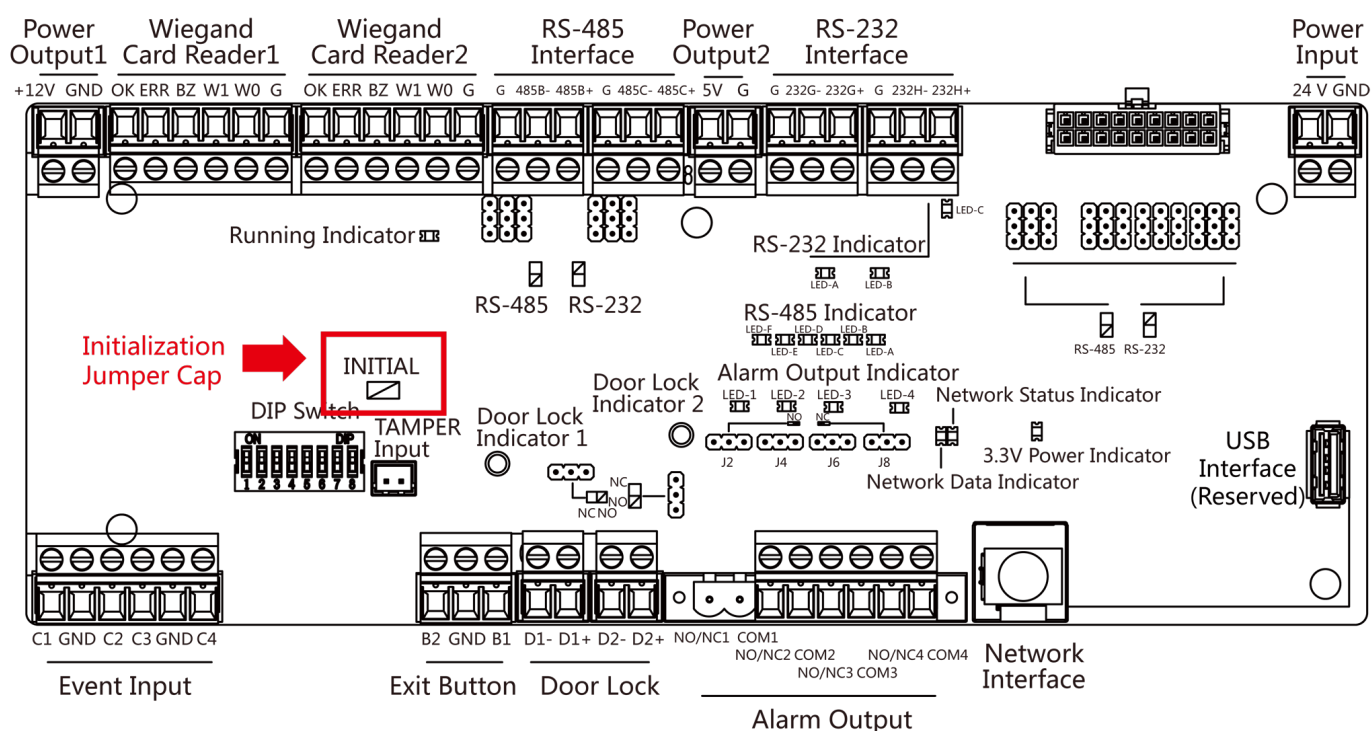 Power Output1
Wiegand Card Reader1
Wiegand Card Reader2
RS-485 Interface
Power Output2
RS-232 Interface
Power Input
+12V GND
OK ERR BZ W1 W0 G
OK ERR BZ W1 W0 G
G 485B- 485B+ G 485C- 485C+
5V G
G 232G- 232G+ G 232H- 232H+
24 V GND
LED-C
Running Indicator
RS-232 Indicator
LED-A LED-B
RS-485 RS-232
RS-485 Indicator
LED-F LED-D LED-B
LED-E LED-C LED-A
RS-485 RS-232
Initialization
Jumper Cap
INITIAL
Alarm Output Indicator
LED-1 LED-2 LED-3 LED-4
NO NC
J2 J4 J6 J8
Door Lock
Indicator 2
Network Status Indicator
DIP Switch
ON DIP
1 2 3 4 5 6 7 8
TAMPER
Input
Door Lock
Indicator 1
3.3V Power Indicator
Network Data Indicator
USB
Interface
(Reserved)
NC
NO
NC NO
C1 GND C2 C3 GND C4
B2 GND B1
D1- D1+ D2- D2+
NO/NC1 COM1
NO/NC2 COM2
NO/NC3 COM3
NO/NC4 COM4
Event Input
Exit Button
Door Lock
Alarm Output
Network
Interface